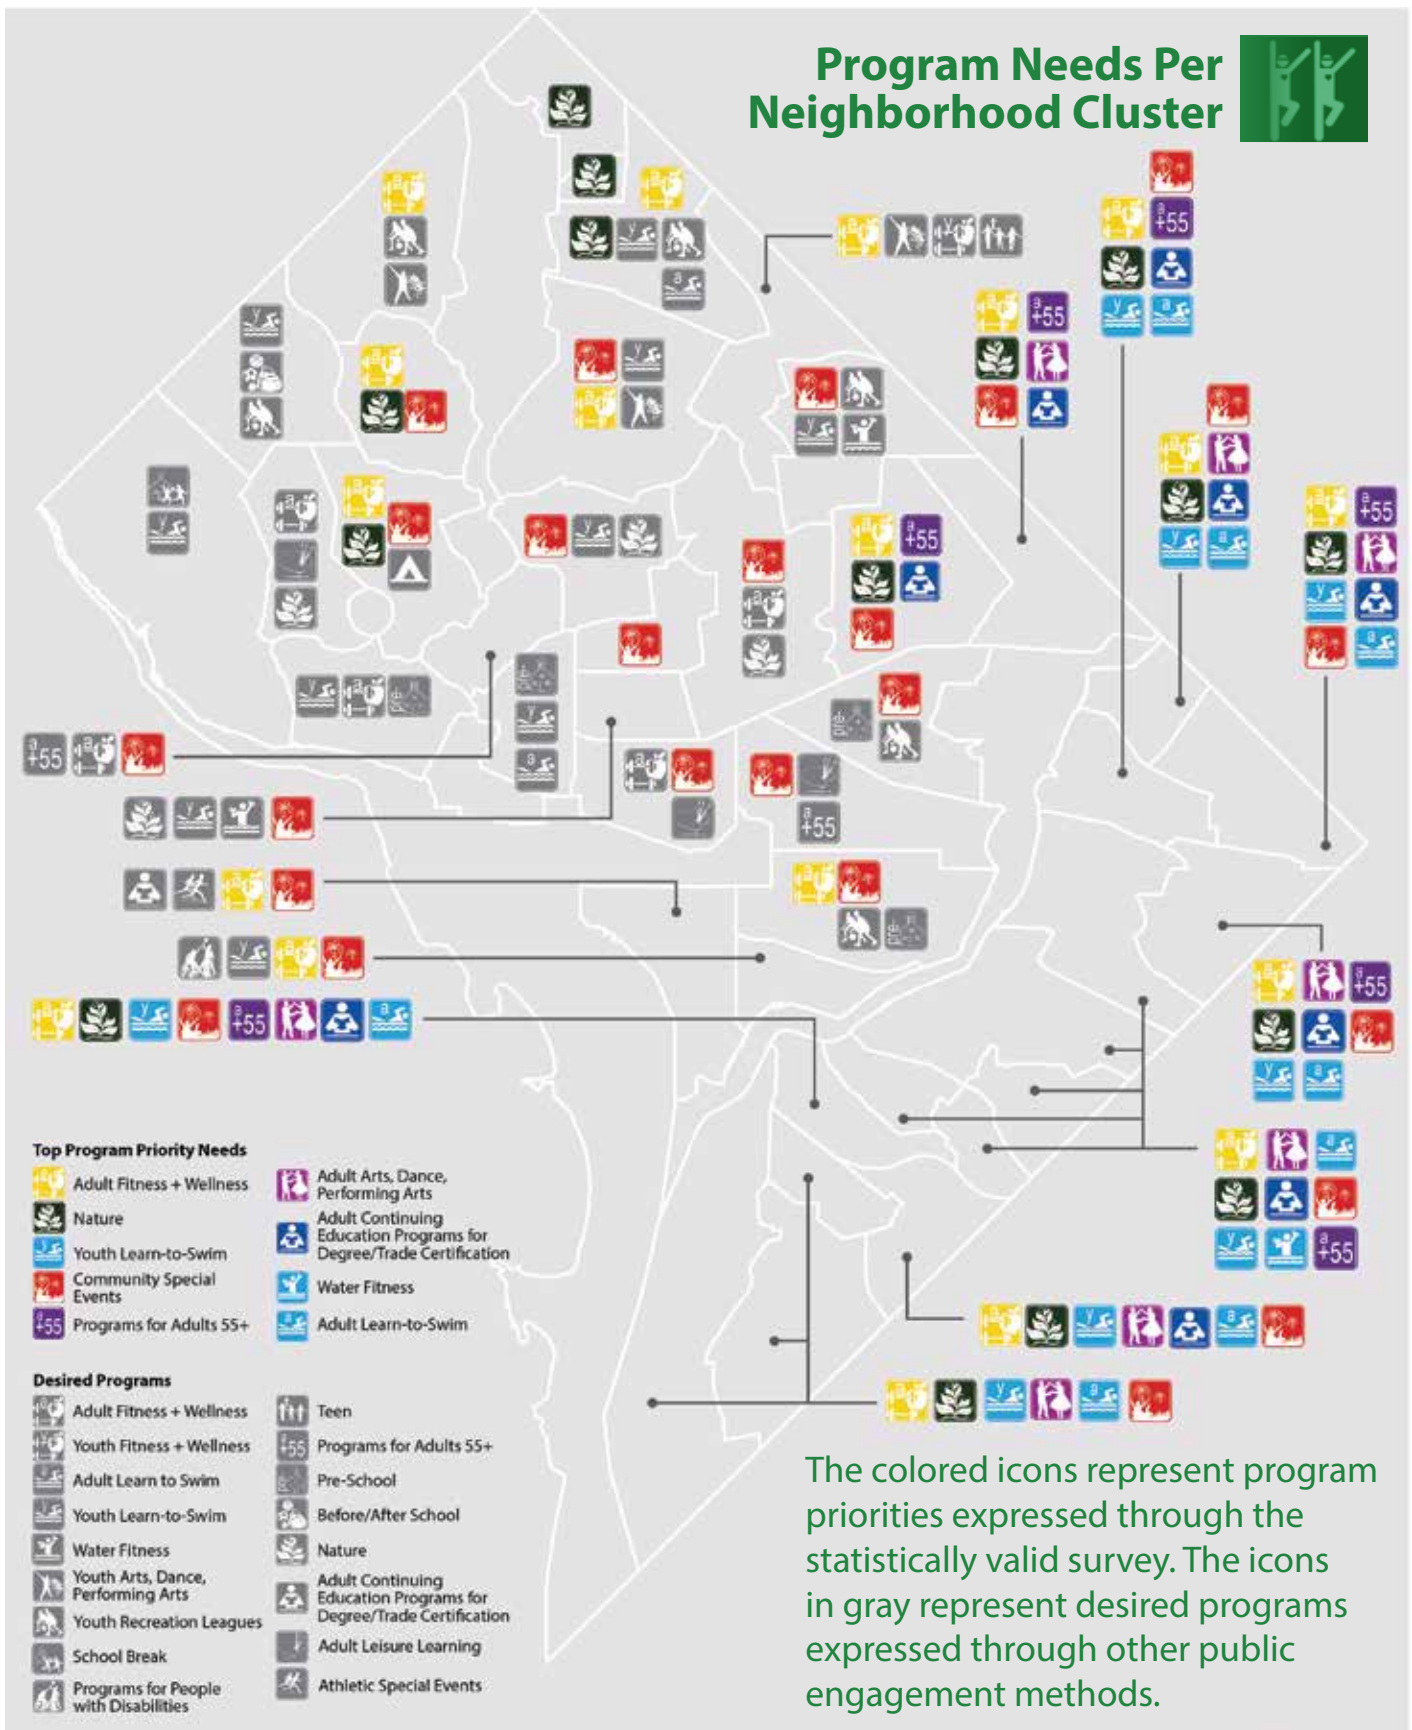 Program Needs Per
Neighborhood Cluster
Top Program Priority Needs
Adult Fitness + Wellness
Nature
Youth Learn-to-Swim
Community Special
Events
Programs for Adults 55+
Adult Arts, Dance,
Performing Arts
Adult Continuing
Education Programs for
Degree/Trade Certification
Water Fitness
Adult Learn-to-Swim
Desired Programs
Adult Fitness + Wellness
Youth Fitness + Wellness
Adult Learn to Swim
Youth Learn-to-Swim
Water Fitness
Youth Arts, Dance,
Performing Arts
Youth Recreation Leagues
School Break
Programs for People
with Disabilities
Teen
Programs for Adults 55+
Pre-School
Before/After School
Nature
Adult Continuing
Education Programs for
Degree/Trade Certification
Adult Leisure Learning
Athletic Special Events
The colored icons represent program
priorities expressed through the
statistically valid survey. The icons
in gray represent desired programs
expressed through other public
engagement methods.